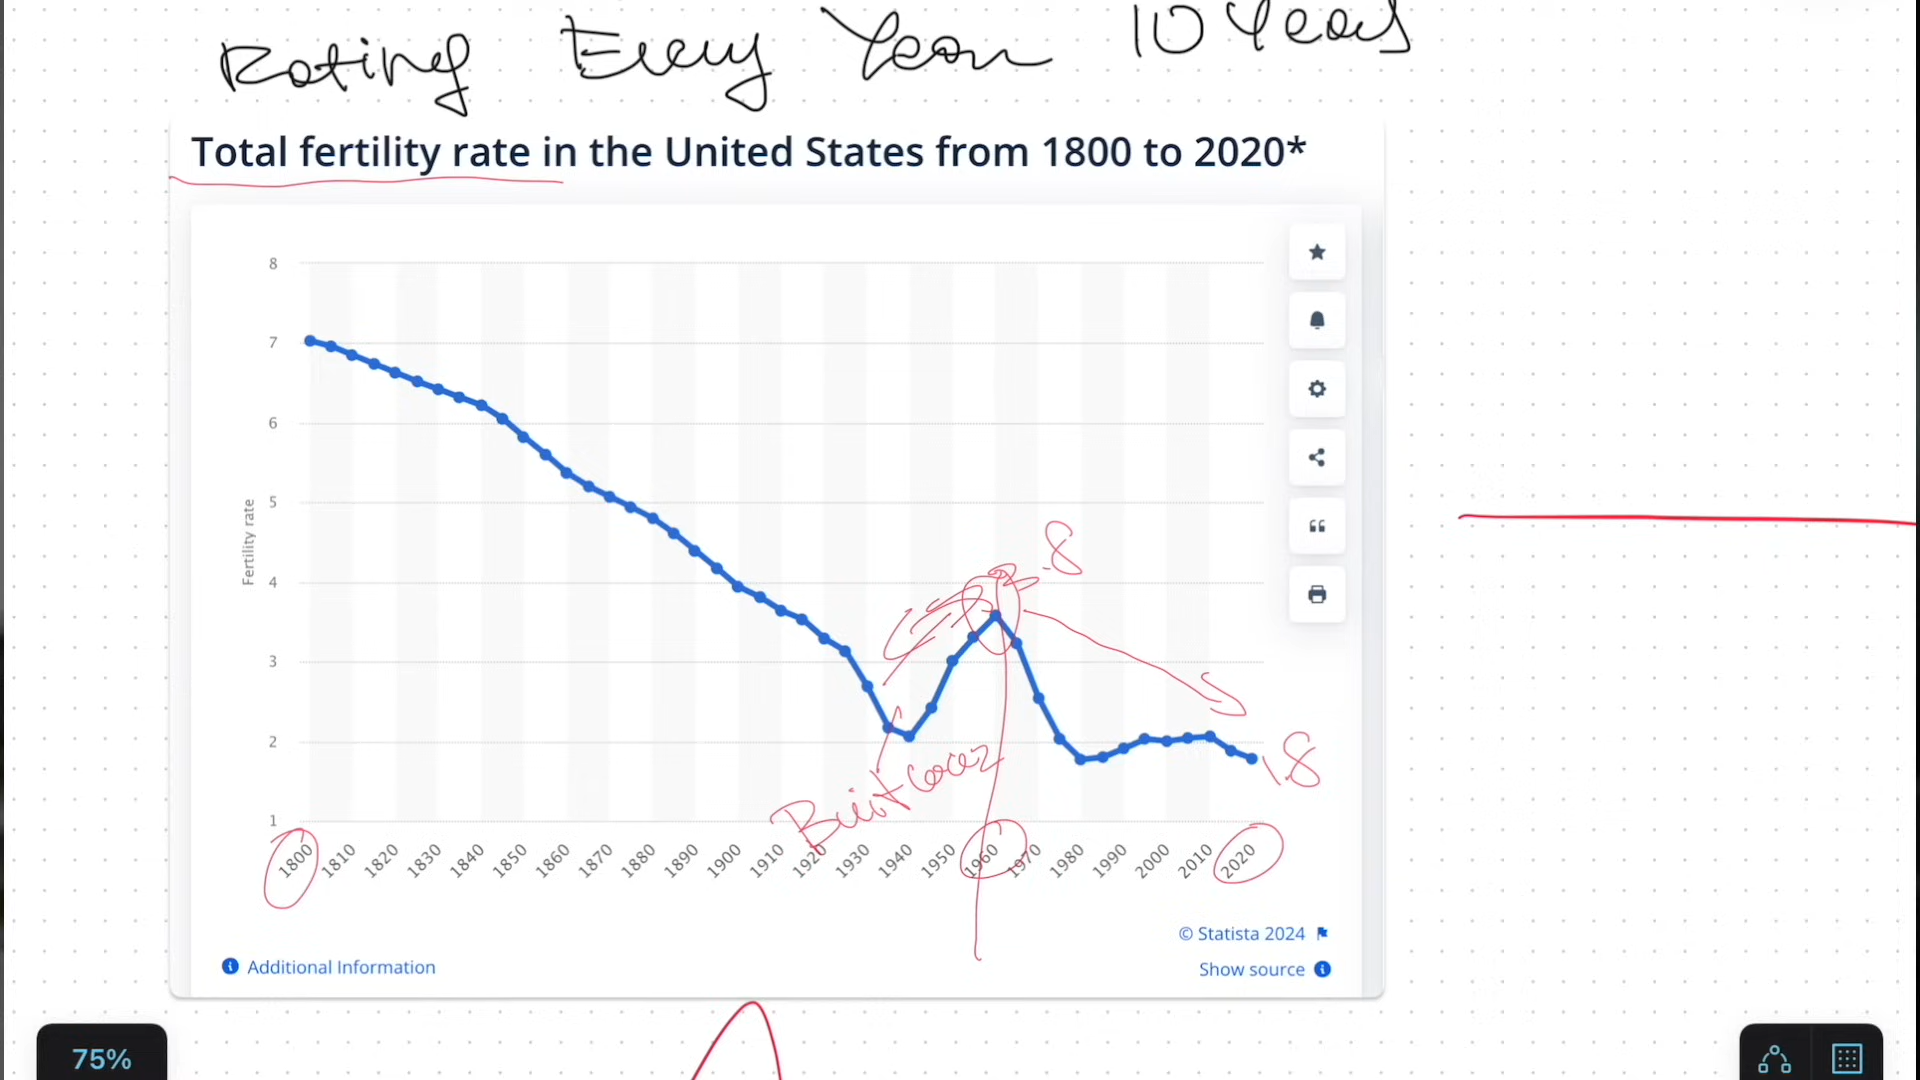 Rating Every Year 10 Years
Total fertility rate in the United States from 1800 to 2020*
8
7
6
5
4
3
2
1
Fertility rate
.8
1.8
1800 1810 1820 1830 1840 1850 1860 1870 1880 1890 1900 1910 1920 1930 1940 1950 1960 1970 1980 1990 2000 2010 2020
© Statista 2024
Additional Information
Show source
75%